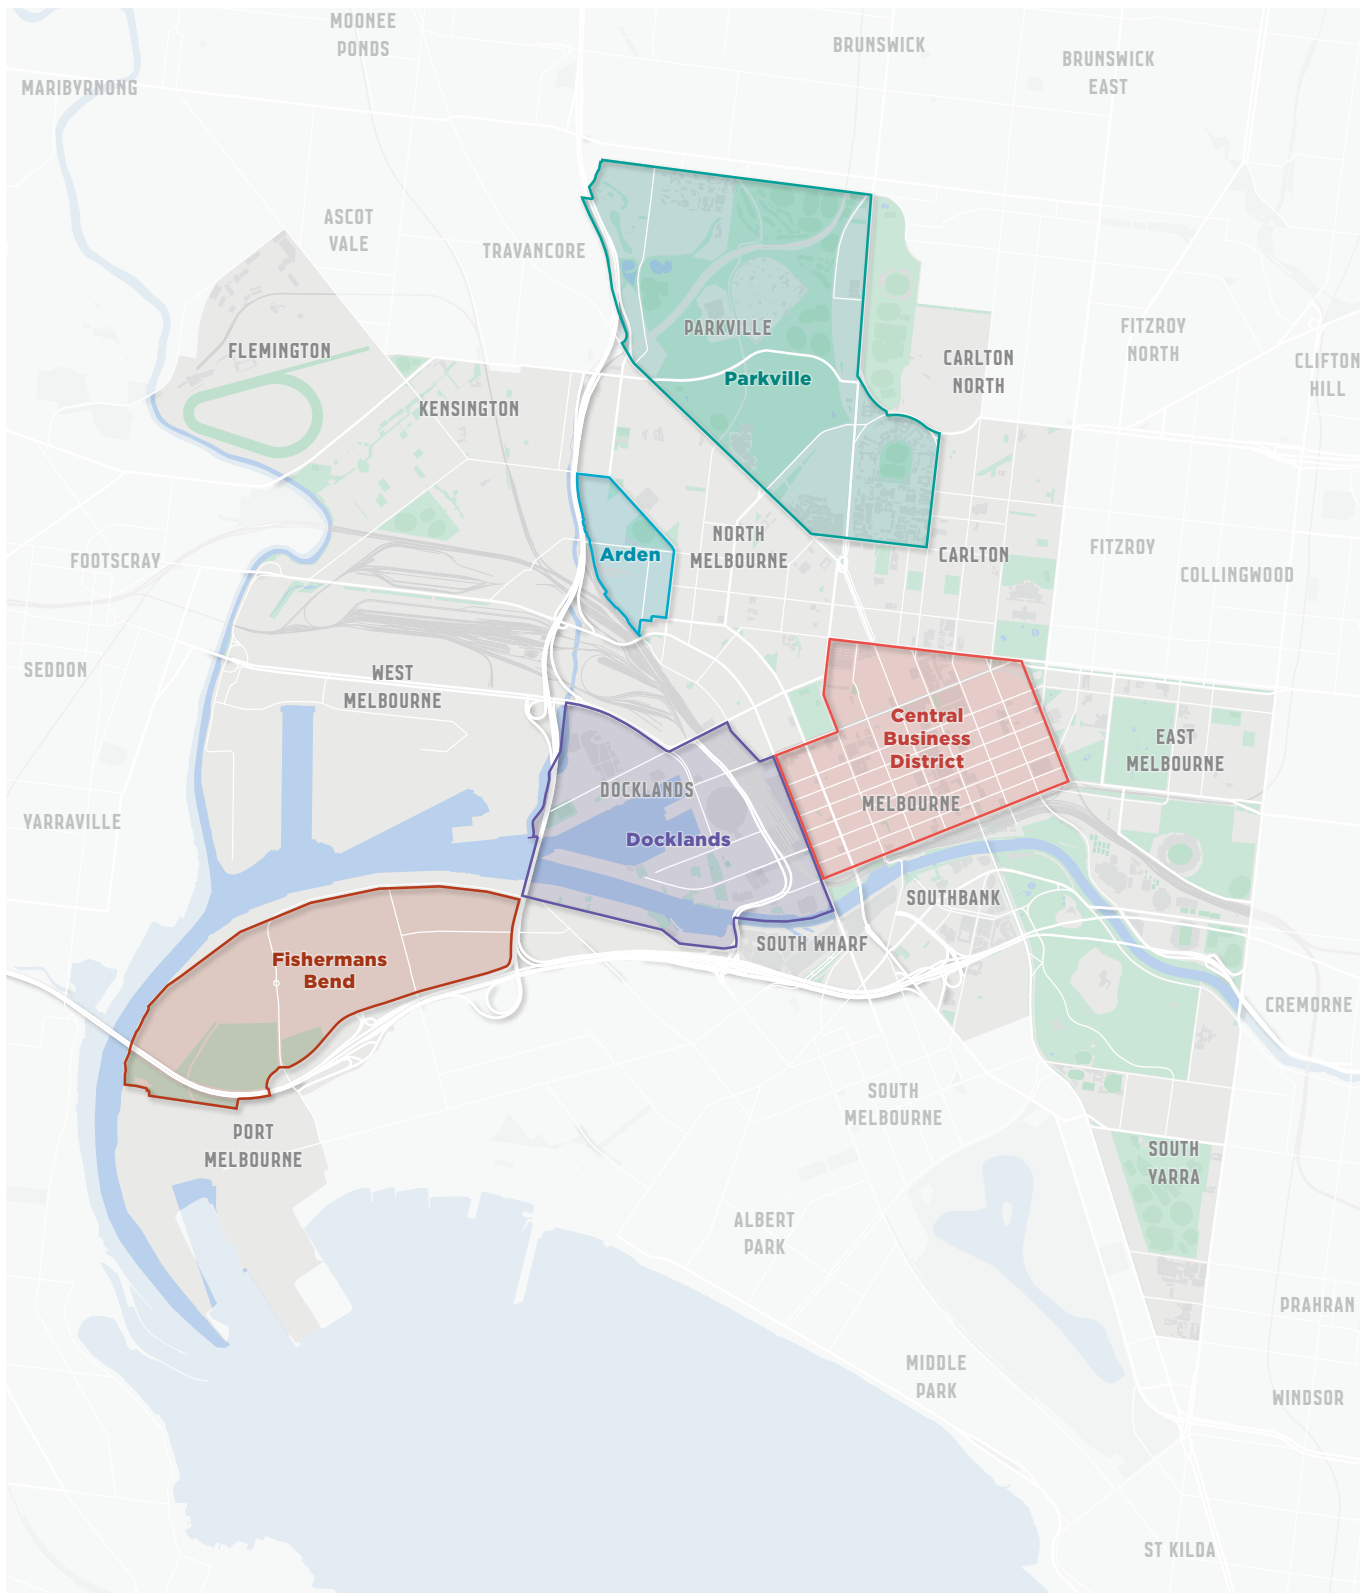 MOONEE
PONDS
BRUNSWICK
BRUNSWICK
EAST
MARIBYRNONG
ASCOT
VALE
TRAVANCORE
PARKVILLE
FITZROY
NORTH
FLEMINGTON
CARLTON
NORTH
CLIFTON
HILL
Parkville
KENSINGTON
NORTH
MELBOURNE
Arden
CARLTON
FITZROY
FOOTSCRAY
COLLINGWOOD
SEDDON
WEST
MELBOURNE
Central
Business
District
EAST
MELBOURNE
DOCKLANDS
MELBOURNE
YARRAVILLE
Docklands
SOUTHBANK
SOUTH WHARF
Fishermans
Bend
CREMORNE
SOUTH
MELBOURNE
PORT
MELBOURNE
SOUTH
YARRA
ALBERT
PARK
PRAHRAN
MIDDLE
PARK
WINDSOR
ST KILDA